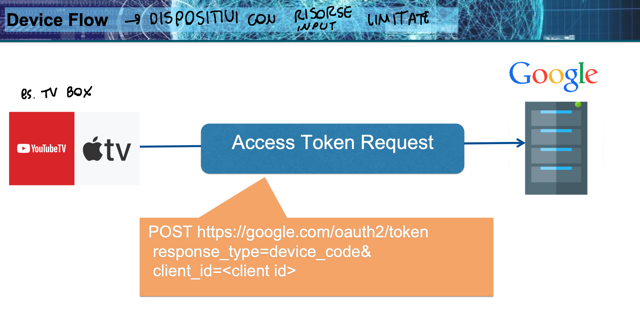 Device Flow → DISPOSITIVI CON RISORSE LIMITATE
INPUT
Google
ES. TV BOX
YouTubeTV tv
Access Token Request
POST https://google.com/oauth2/token
response_type=device_code&
client_id=<client id>